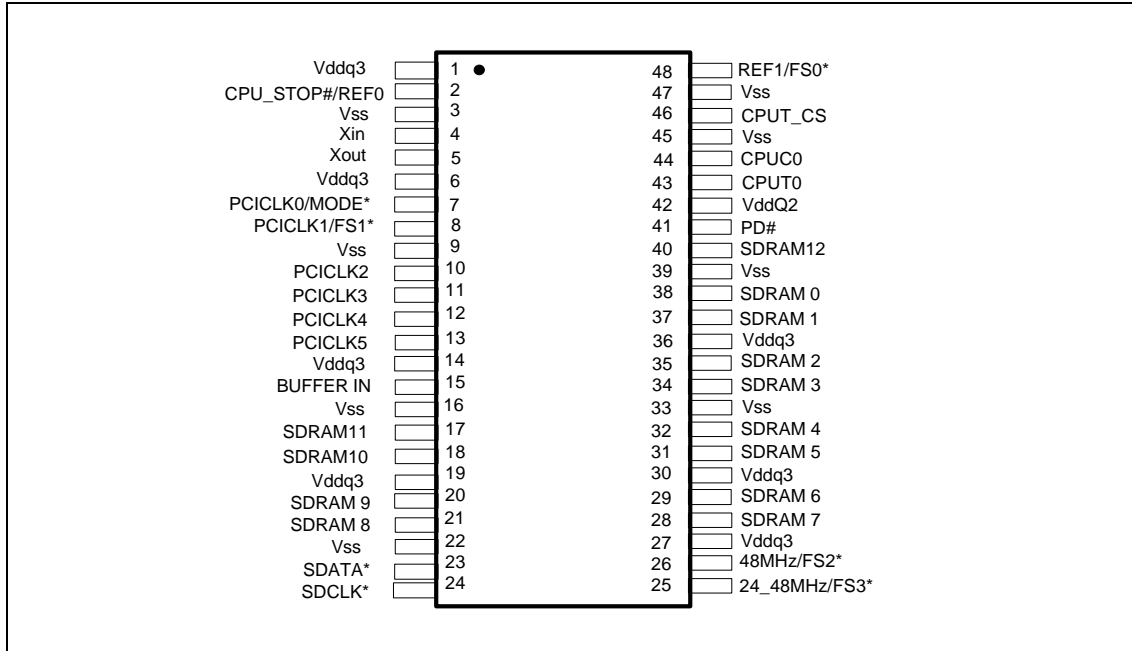 Vddq3 1 48 REF1/FS0*
CPU_STOP#/REF0 2 47 Vss
Vss 3 46 CPUT_CS
Xin 4 45 Vss
Xout 5 44 CPUC0
Vddq3 6 43 CPUT0
PCICLK0/MODE* 7 42 VddQ2
PCICLK1/FS1* 8 41 PD#
Vss 9 40 SDRAM12
PCICLK2 10 39 Vss
PCICLK3 11 38 SDRAM 0
PCICLK4 12 37 SDRAM 1
PCICLK5 13 36 Vddq3
Vddq3 14 35 SDRAM 2
BUFFER IN 15 34 SDRAM 3
Vss 16 33 Vss
SDRAM11 17 32 SDRAM 4
SDRAM10 18 31 SDRAM 5
Vddq3 19 30 Vddq3
SDRAM 9 20 29 SDRAM 6
SDRAM 8 21 28 SDRAM 7
Vss 22 27 Vddq3
SDATA* 23 26 48MHz/FS2*
SDCLK* 24 25 24_48MHz/FS3*